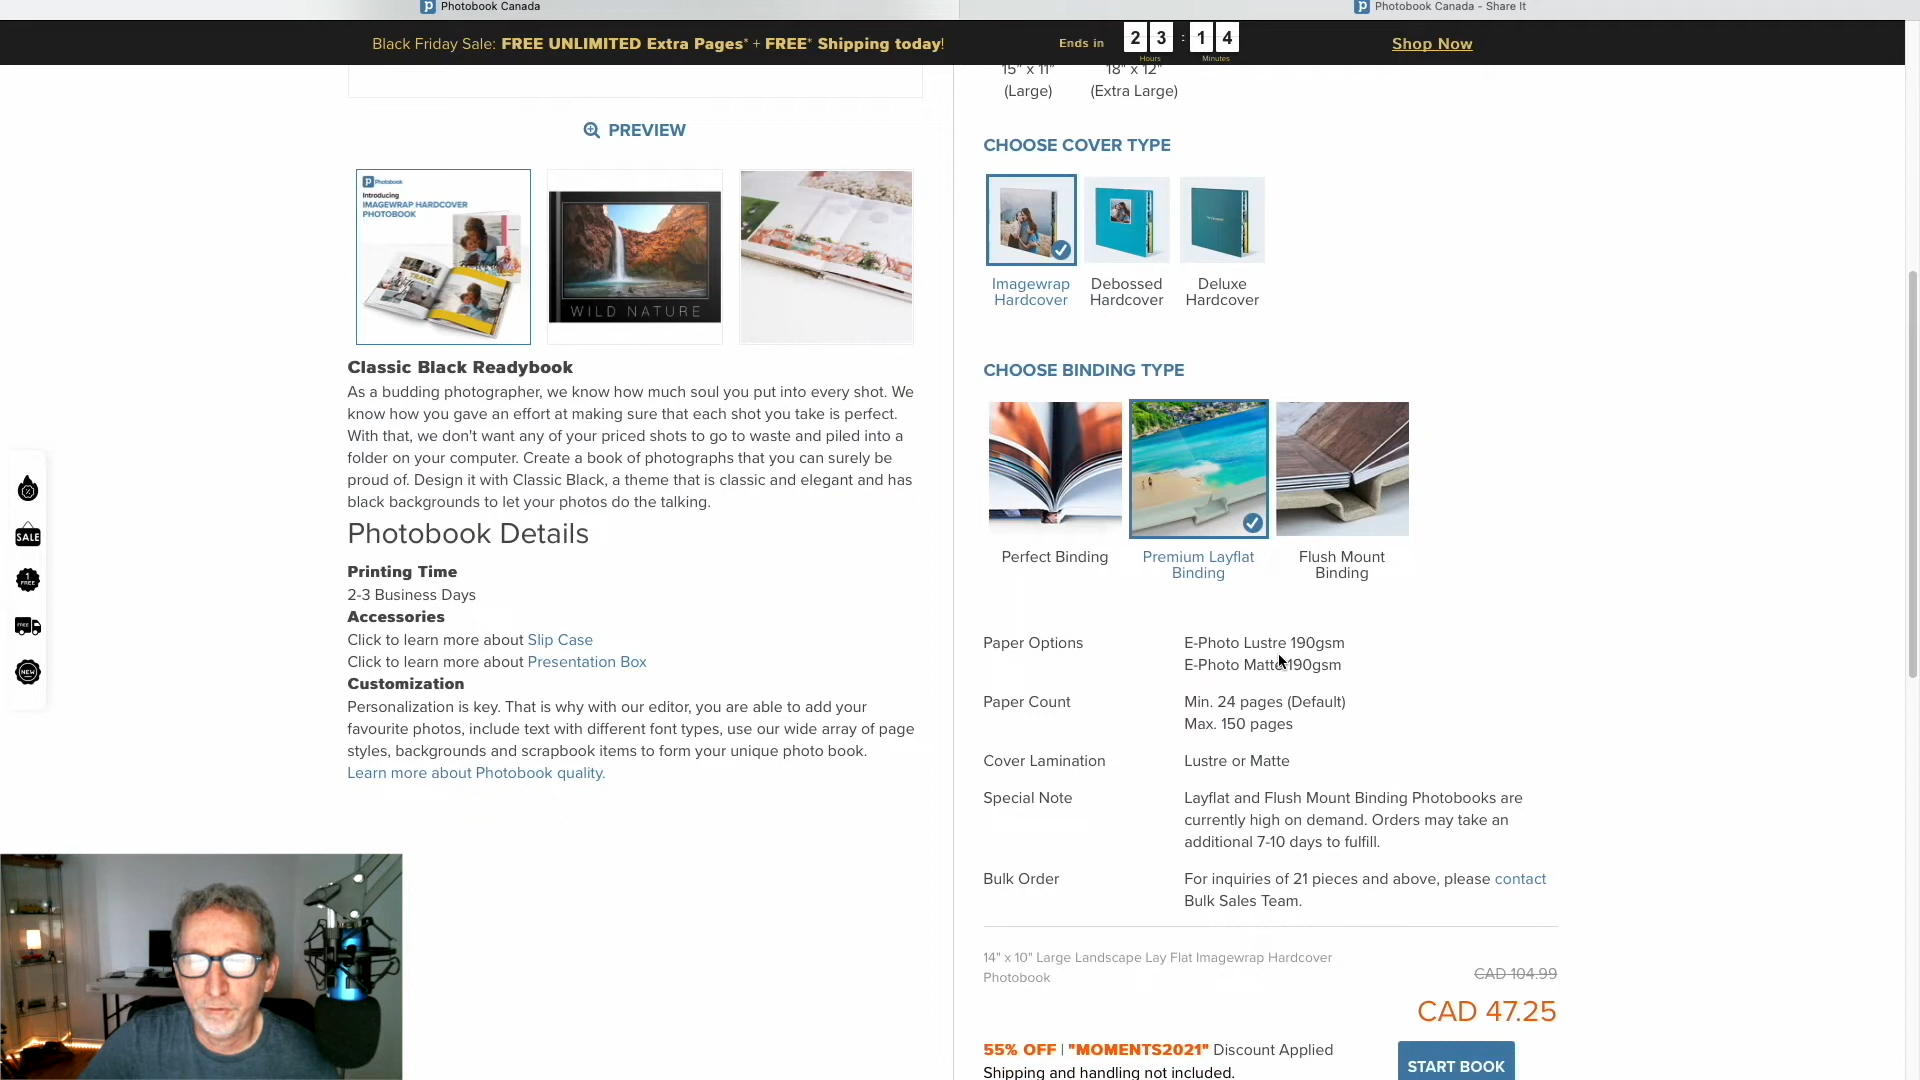 Photobook Canada
Photobook Canada - Share It
Black Friday Sale: FREE UNLIMITED Extra Pages* + FREE* Shipping today!
Ends in
2 3 : 1 4
Hours
Minutes
Shop Now
15" x 11"
(Large)
18" x 12"
(Extra Large)
PREVIEW
Photobook
Introducing
IMAGEWRAP HARDCOVER
PHOTOBOOK
TRAVEL
WILD NATURE
Classic Black Readybook
As a budding photographer, we know how much soul you put into every shot. We
know how you gave an effort at making sure that each shot you take is perfect.
With that, we don't want any of your priced shots to go to waste and piled into a
folder on your computer. Create a book of photographs that you can surely be
proud of. Design it with Classic Black, a theme that is classic and elegant and has
black backgrounds to let your photos do the talking.
Photobook Details
Printing Time
2-3 Business Days
Accessories
Click to learn more about Slip Case
Click to learn more about Presentation Box
Customization
Personalization is key. That is why with our editor, you are able to add your
favourite photos, include text with different font types, use our wide array of page
styles, backgrounds and scrapbook items to form your unique photo book.
Learn more about Photobook quality.
SALE
1
FREE
FREE
NEW
CHOOSE COVER TYPE
Imagewrap
Hardcover
Debossed
Hardcover
Deluxe
Hardcover
CHOOSE BINDING TYPE
Perfect Binding
Premium Layflat
Binding
Flush Mount
Binding
Paper Options
E-Photo Lustre 190gsm
E-Photo Matte 190gsm
Paper Count
Min. 24 pages (Default)
Max. 150 pages
Cover Lamination
Lustre or Matte
Special Note
Layflat and Flush Mount Binding Photobooks are
currently high on demand. Orders may take an
additional 7-10 days to fulfill.
Bulk Order
For inquiries of 21 pieces and above, please contact
Bulk Sales Team.
14" x 10" Large Landscape Lay Flat Imagewrap Hardcover
Photobook
CAD 104.99
CAD 47.25
55% OFF | "MOMENTS2021" Discount Applied
Shipping and handling not included.
START BOOK